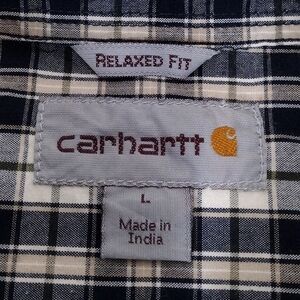 RELAXED FIT
carhartt
L
Made in
India